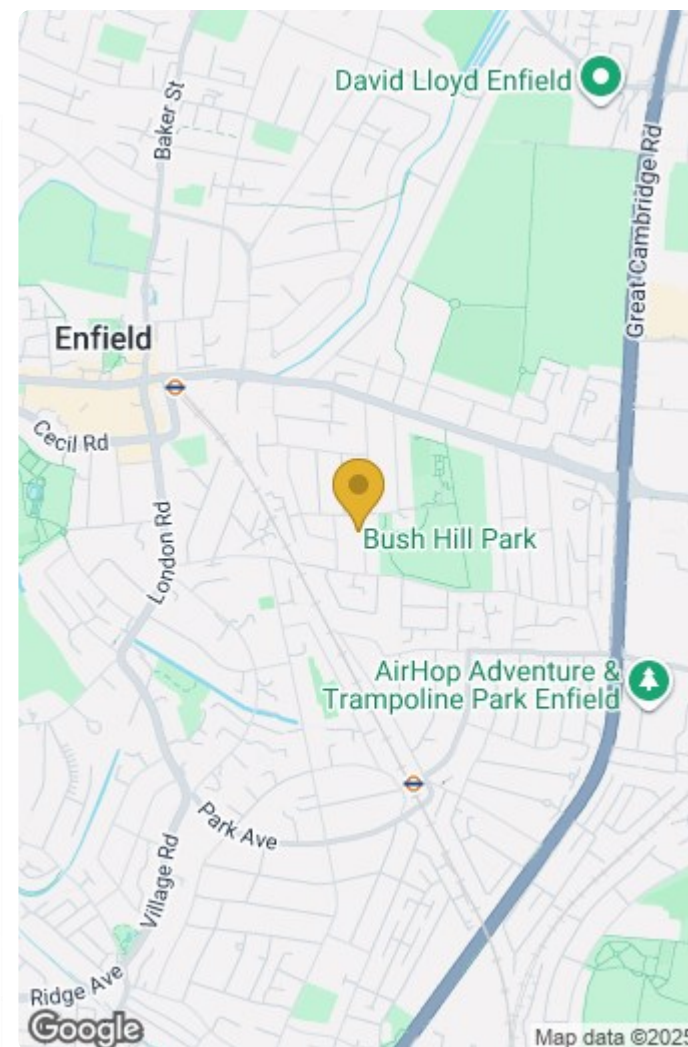 David Lloyd Enfield
Baker St
Great Cambridge Rd
Enfield
Cecil Rd
London Rd
Bush Hill Park
AirHop Adventure &
Trampoline Park Enfield
Park Ave
Village Rd
Ridge Ave
Google
Map data ©2025